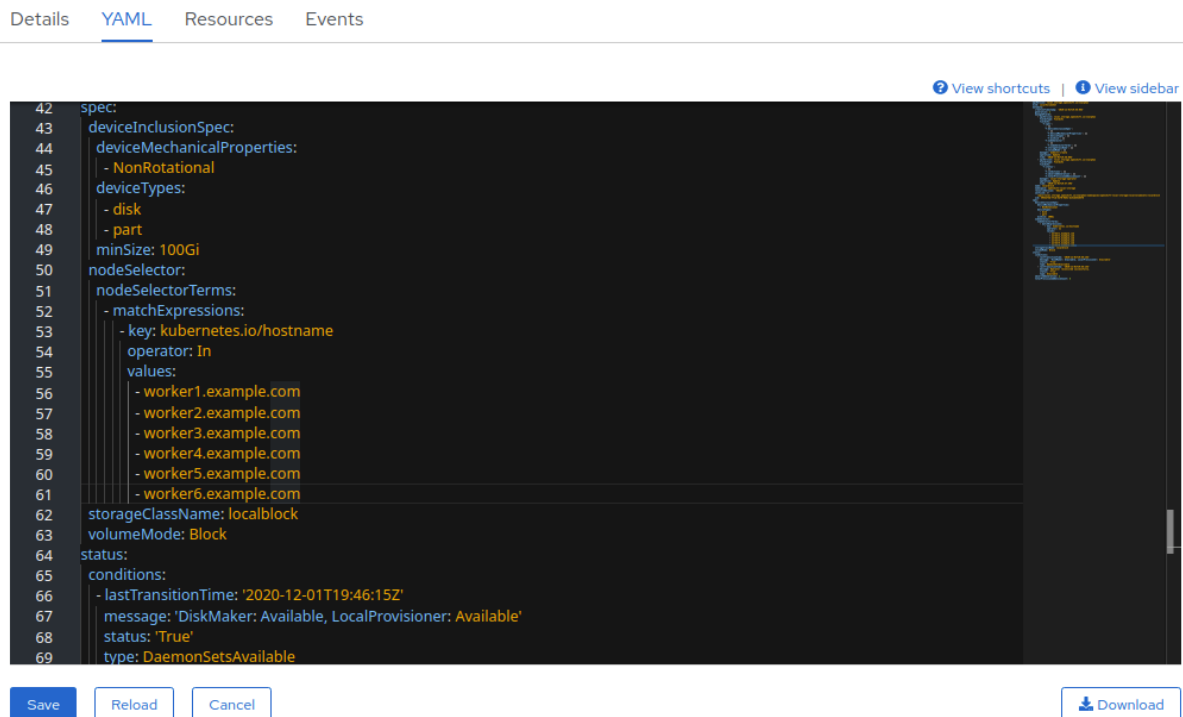 Details YAML Resources Events
View shortcuts | View sidebar
42 spec:
43 deviceInclusionSpec:
44 deviceMechanicalProperties:
45 - NonRotational
46 deviceTypes:
47 - disk
48 - part
49 minSize: 100Gi
50 nodeSelector:
51 nodeSelectorTerms:
52 - matchExpressions:
53 - key: kubernetes.io/hostname
54 operator: In
55 values:
56 - worker1.example.com
57 - worker2.example.com
58 - worker3.example.com
59 - worker4.example.com
60 - worker5.example.com
61 - worker6.example.com
62 storageClassName: localblock
63 volumeMode: Block
64 status:
65 conditions:
66 - lastTransitionTime: '2020-12-01T19:46:15Z'
67 message: 'DiskMaker: Available, LocalProvisioner: Available'
68 status: 'True'
69 type: DaemonSetsAvailable
Save Reload Cancel Download